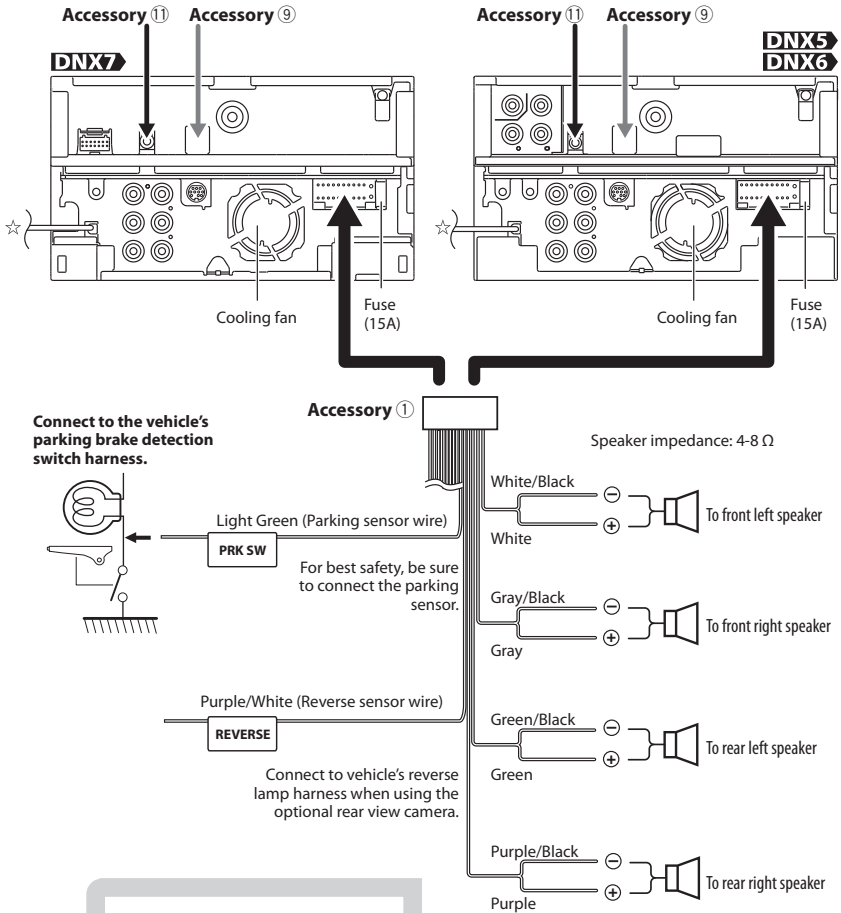 Accessory ⑪ Accessory ⑨
Accessory ⑪ Accessory ⑨
DNX7
DNX5
DNX6
☆
☆
Cooling fan
Fuse
(15A)
Cooling fan
Fuse
(15A)
Accessory ①
Connect to the vehicle's
parking brake detection
switch harness.
Speaker impedance: 4-8 Ω
Light Green (Parking sensor wire)
PRK SW
For best safety, be sure
to connect the parking
sensor.
White/Black
⊖
⊕
White
To front left speaker
Gray/Black
⊖
⊕
Gray
To front right speaker
Purple/White (Reverse sensor wire)
REVERSE
Connect to vehicle's reverse
lamp harness when using the
optional rear view camera.
Green/Black
⊖
⊕
Green
To rear left speaker
Purple/Black
⊖
⊕
Purple
To rear right speaker